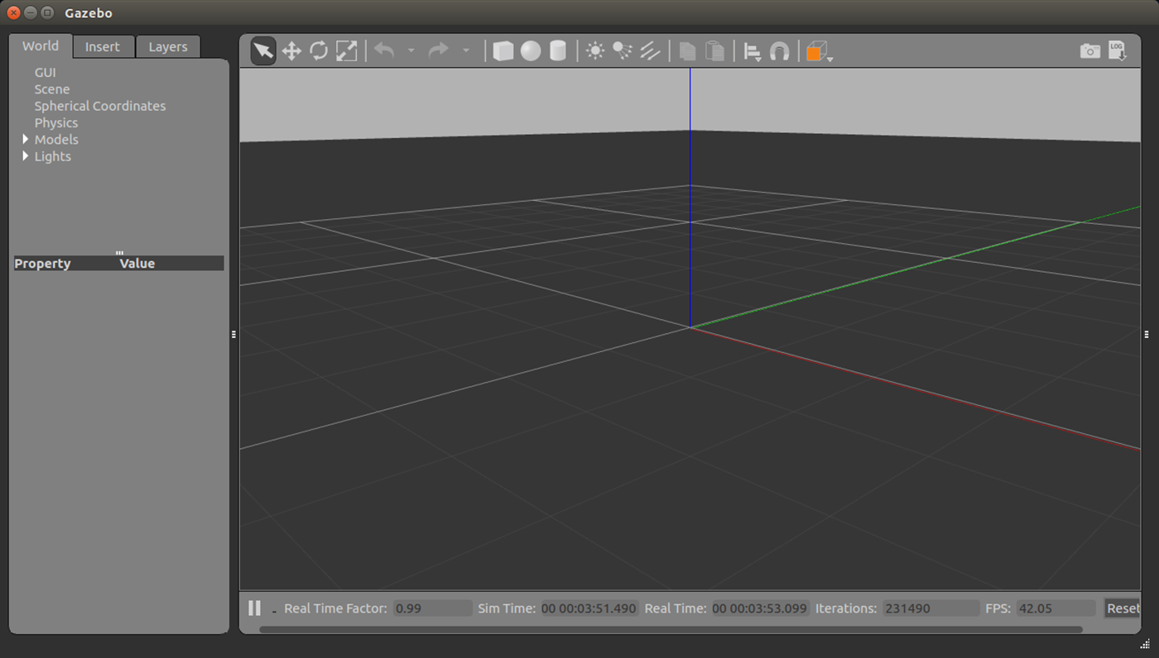 Gazebo
World Insert Layers
LOG
GUI
Scene
Spherical Coordinates
Physics
Models
Lights
Property Value
Real Time Factor: 0.99 Sim Time: 00 00:03:51.490 Real Time: 00 00:03:53.099 Iterations: 231490 FPS: 42.05 Reset